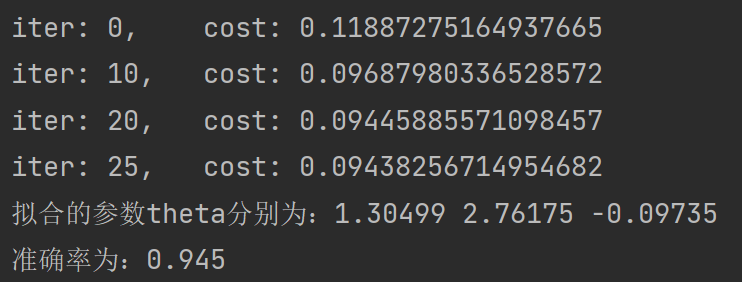 iter: 0,    cost: 0.11887275164937665
iter: 10,   cost: 0.09687980336528572
iter: 20,   cost: 0.09445885571098457
iter: 25,   cost: 0.09438256714954682
拟合的参数theta分别为：1.30499 2.76175 -0.09735
准确率为：0.945